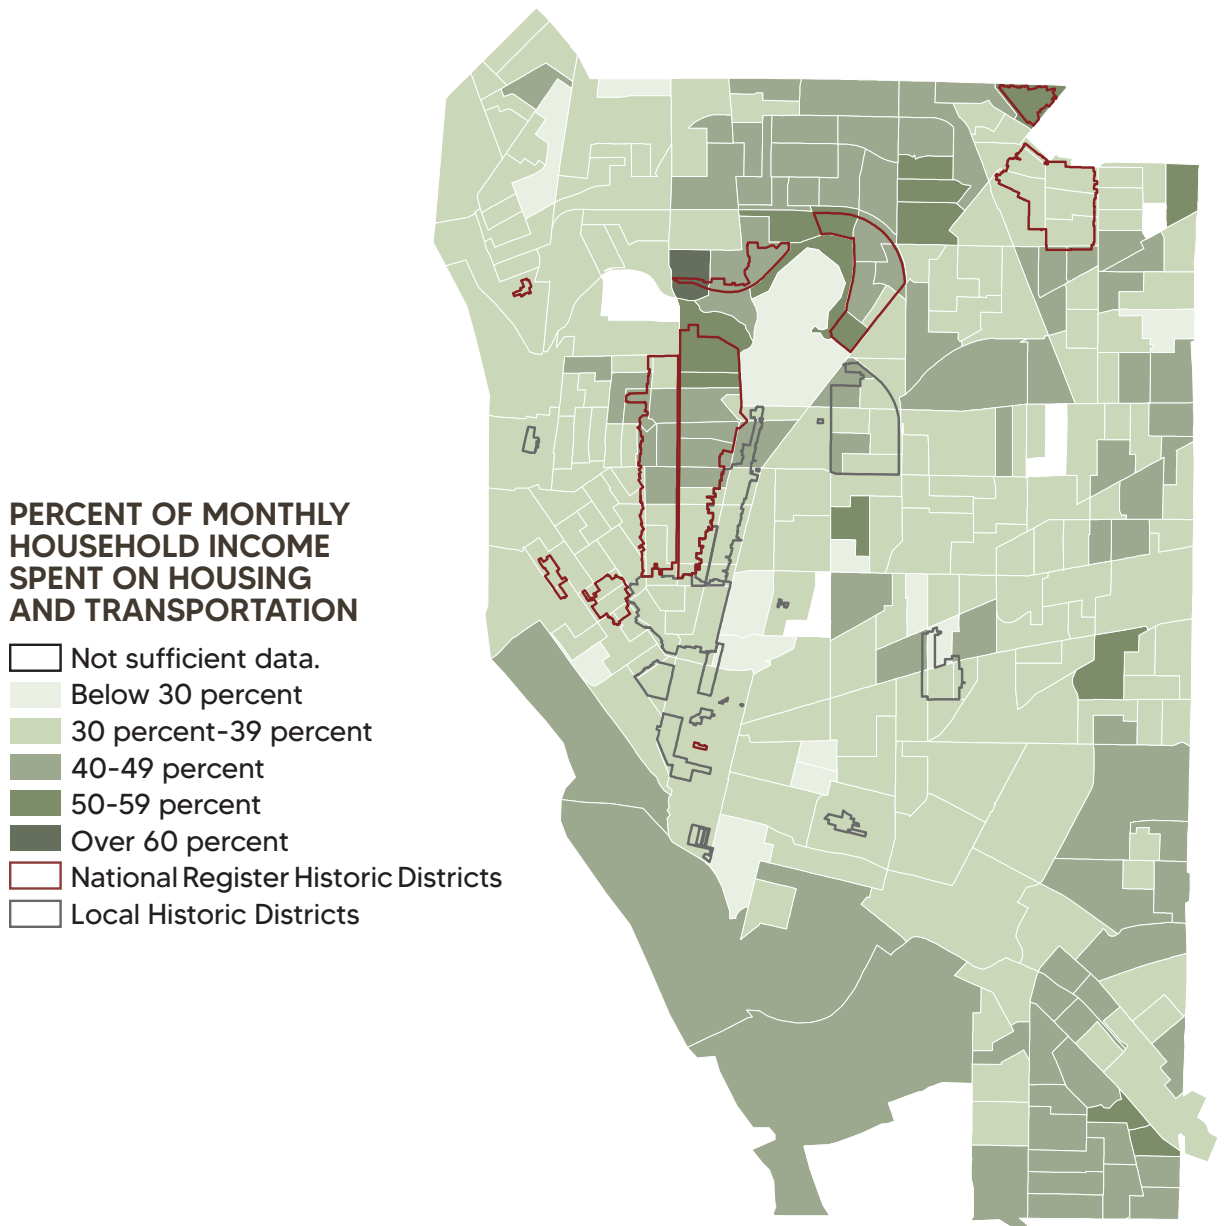 PERCENT OF MONTHLY
HOUSEHOLD INCOME
SPENT ON HOUSING
AND TRANSPORTATION
Not sufficient data.
Below 30 percent
30 percent-39 percent
40-49 percent
50-59 percent
Over 60 percent
National Register Historic Districts
Local Historic Districts